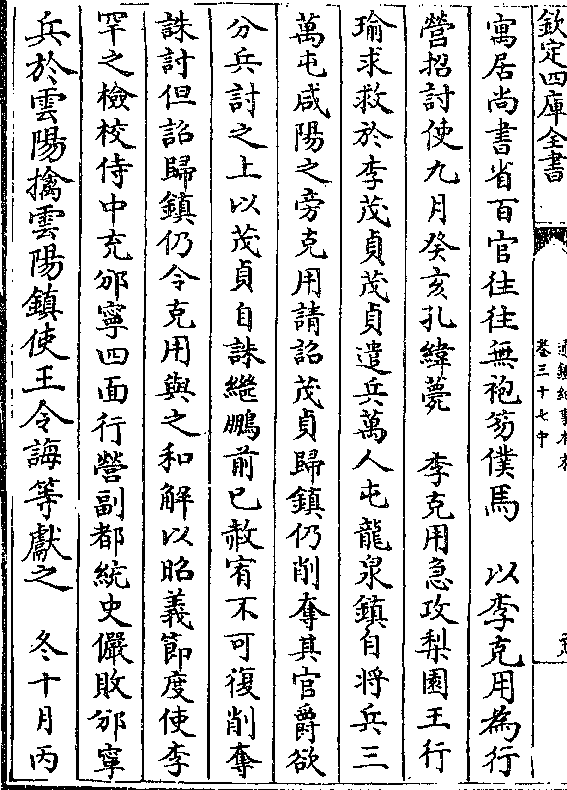 欽定四庫全書
卷三十七中
寓居尚書省百官往往無袍笏僕馬　以李克用為行
營招討使九月癸亥孔緯薨　李克用急攻梨園王行
瑜求救於李茂貞茂貞遣兵萬人屯龍泉鎮自將兵三
萬屯咸陽之旁克用請詔茂貞歸鎮仍削奪其官爵欲
分兵討之上以茂貞自誅繼鵬前已赦宥不可復削奪
誅討但詔歸鎮仍令克用與之和解以昭義節度使李
罕之檢校侍中充邠寧四面行營副都統史儼敗邠寧
兵於雲陽擒雲陽鎮使王令誨等獻之　冬十月丙